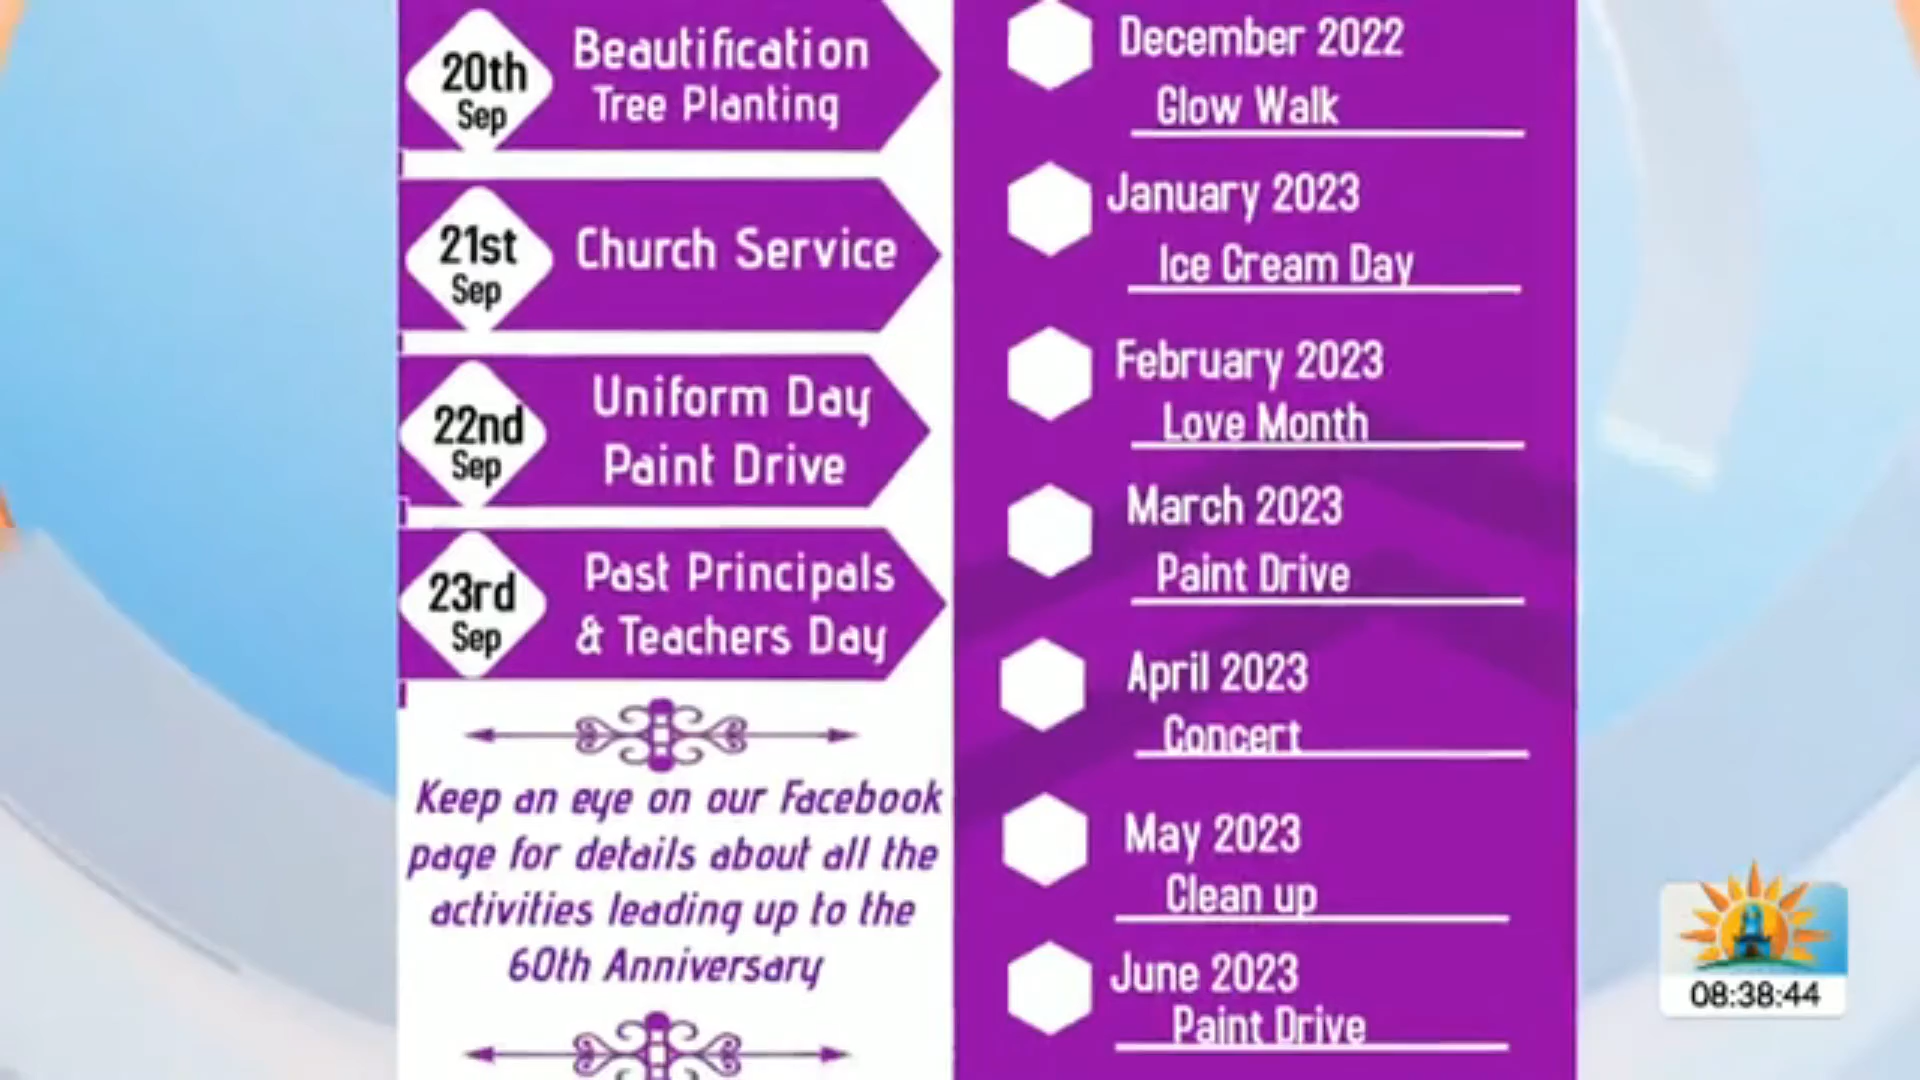 20th
Sep
Beautification
Tree Planting
21st
Sep
Church Service
22nd
Sep
Uniform Day
Paint Drive
23rd
Sep
Past Principals
& Teachers Day
Keep an eye on our Facebook
page for details about all the
activities leading up to the
60th Anniversary
December 2022
Glow Walk
January 2023
Ice Cream Day
February 2023
Love Month
March 2023
Paint Drive
April 2023
Concert
May 2023
Clean up
June 2023
Paint Drive
08:38:44